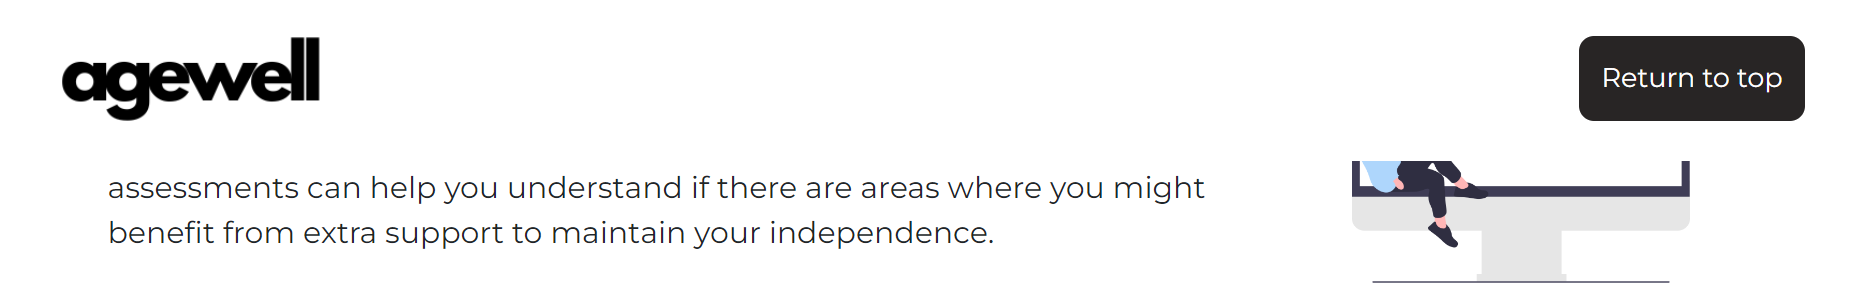 agewell
Return to top
assessments can help you understand if there are areas where you might
benefit from extra support to maintain your independence.